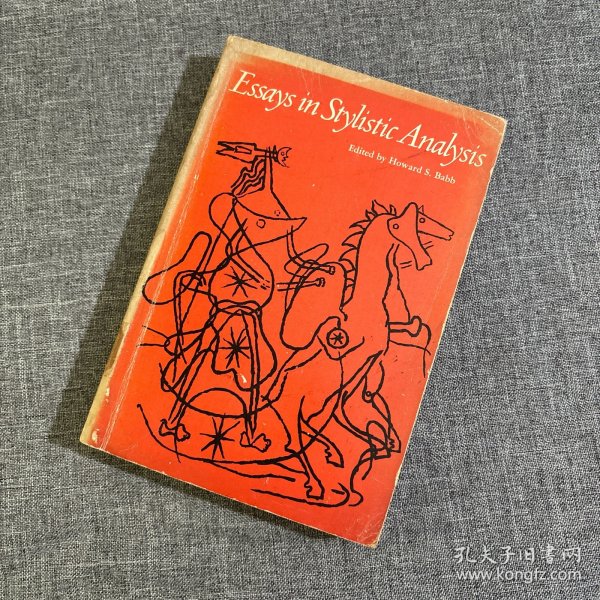 Essays in Stylistic Analysis
Edited by Howard S. Babb
孔夫子旧书网
www.kongfz.com